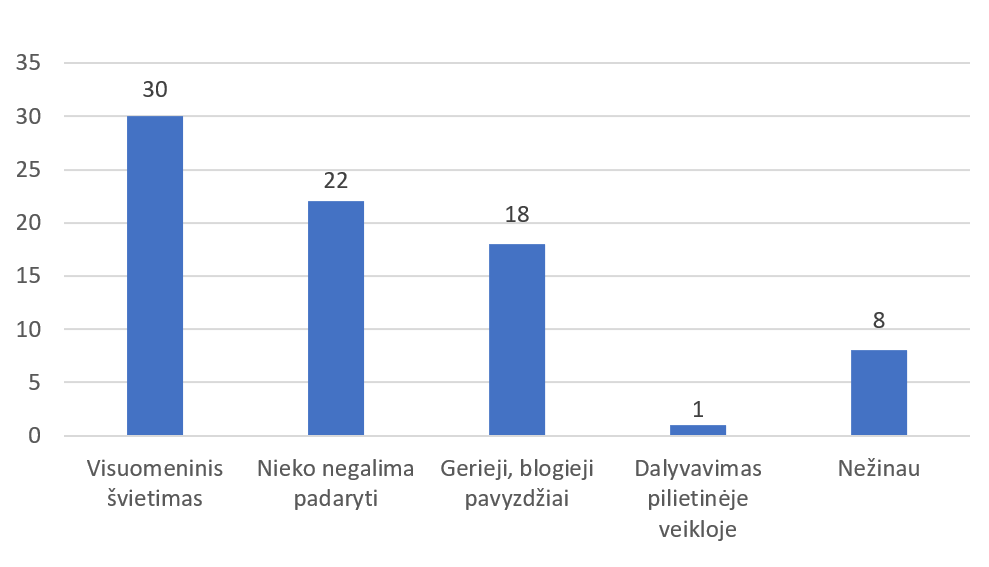 35
30
25
20
15
10
5
0
30
22
18
1
8
Visuomeninis
švietimas
Nieko negalima
padaryti
Gerieji, blogieji
pavyzdžiai
Dalyvavimas
pilietinėje
veikloje
Nežinau